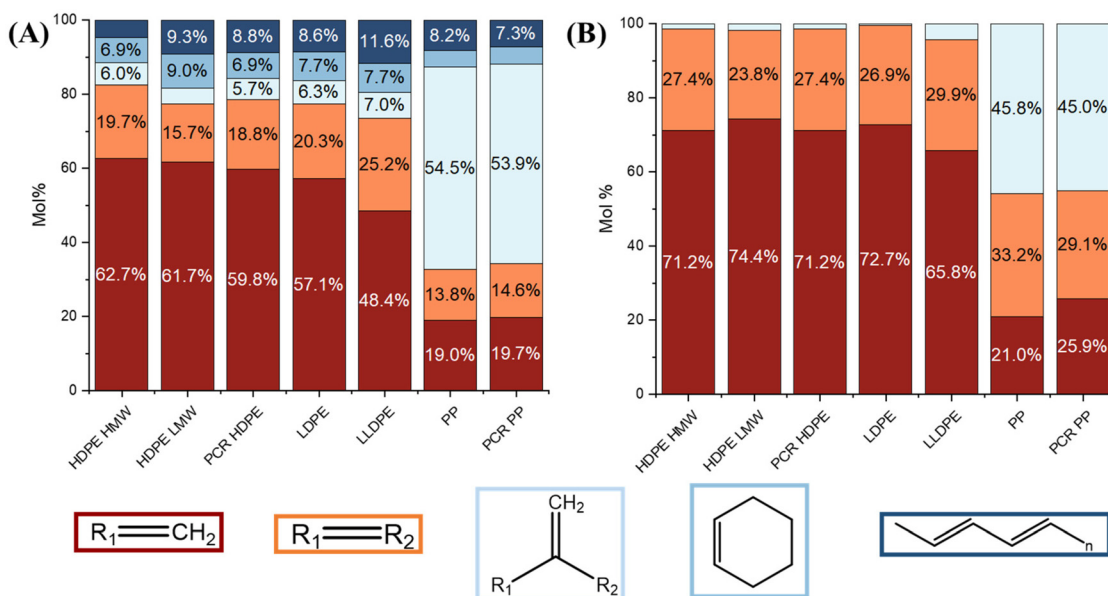 (A)
Mol%
100
80
60
40
20
0
6.9%
6.0%
19.7%
62.7%
9.3%
9.0%
15.7%
61.7%
8.8%
6.9%
5.7%
18.8%
59.8%
8.6%
7.7%
6.3%
20.3%
57.1%
11.6%
7.7%
7.0%
25.2%
48.4%
8.2%
54.5%
13.8%
19.0%
7.3%
53.9%
14.6%
19.7%
HDPE HMW
HDPE LMW
PCR HDPE
LDPE
LLDPE
PP
PCR PP
(B)
Mol %
100
80
60
40
20
0
27.4%
71.2%
23.8%
74.4%
27.4%
71.2%
26.9%
72.7%
29.9%
65.8%
45.8%
33.2%
21.0%
45.0%
29.1%
25.9%
HDPE HMW
HDPE LMW
PCR HDPE
LDPE
LLDPE
PP
PCR PP
R₁ CH₂
R₁ R₂
CH₂
R₁ R₂
n